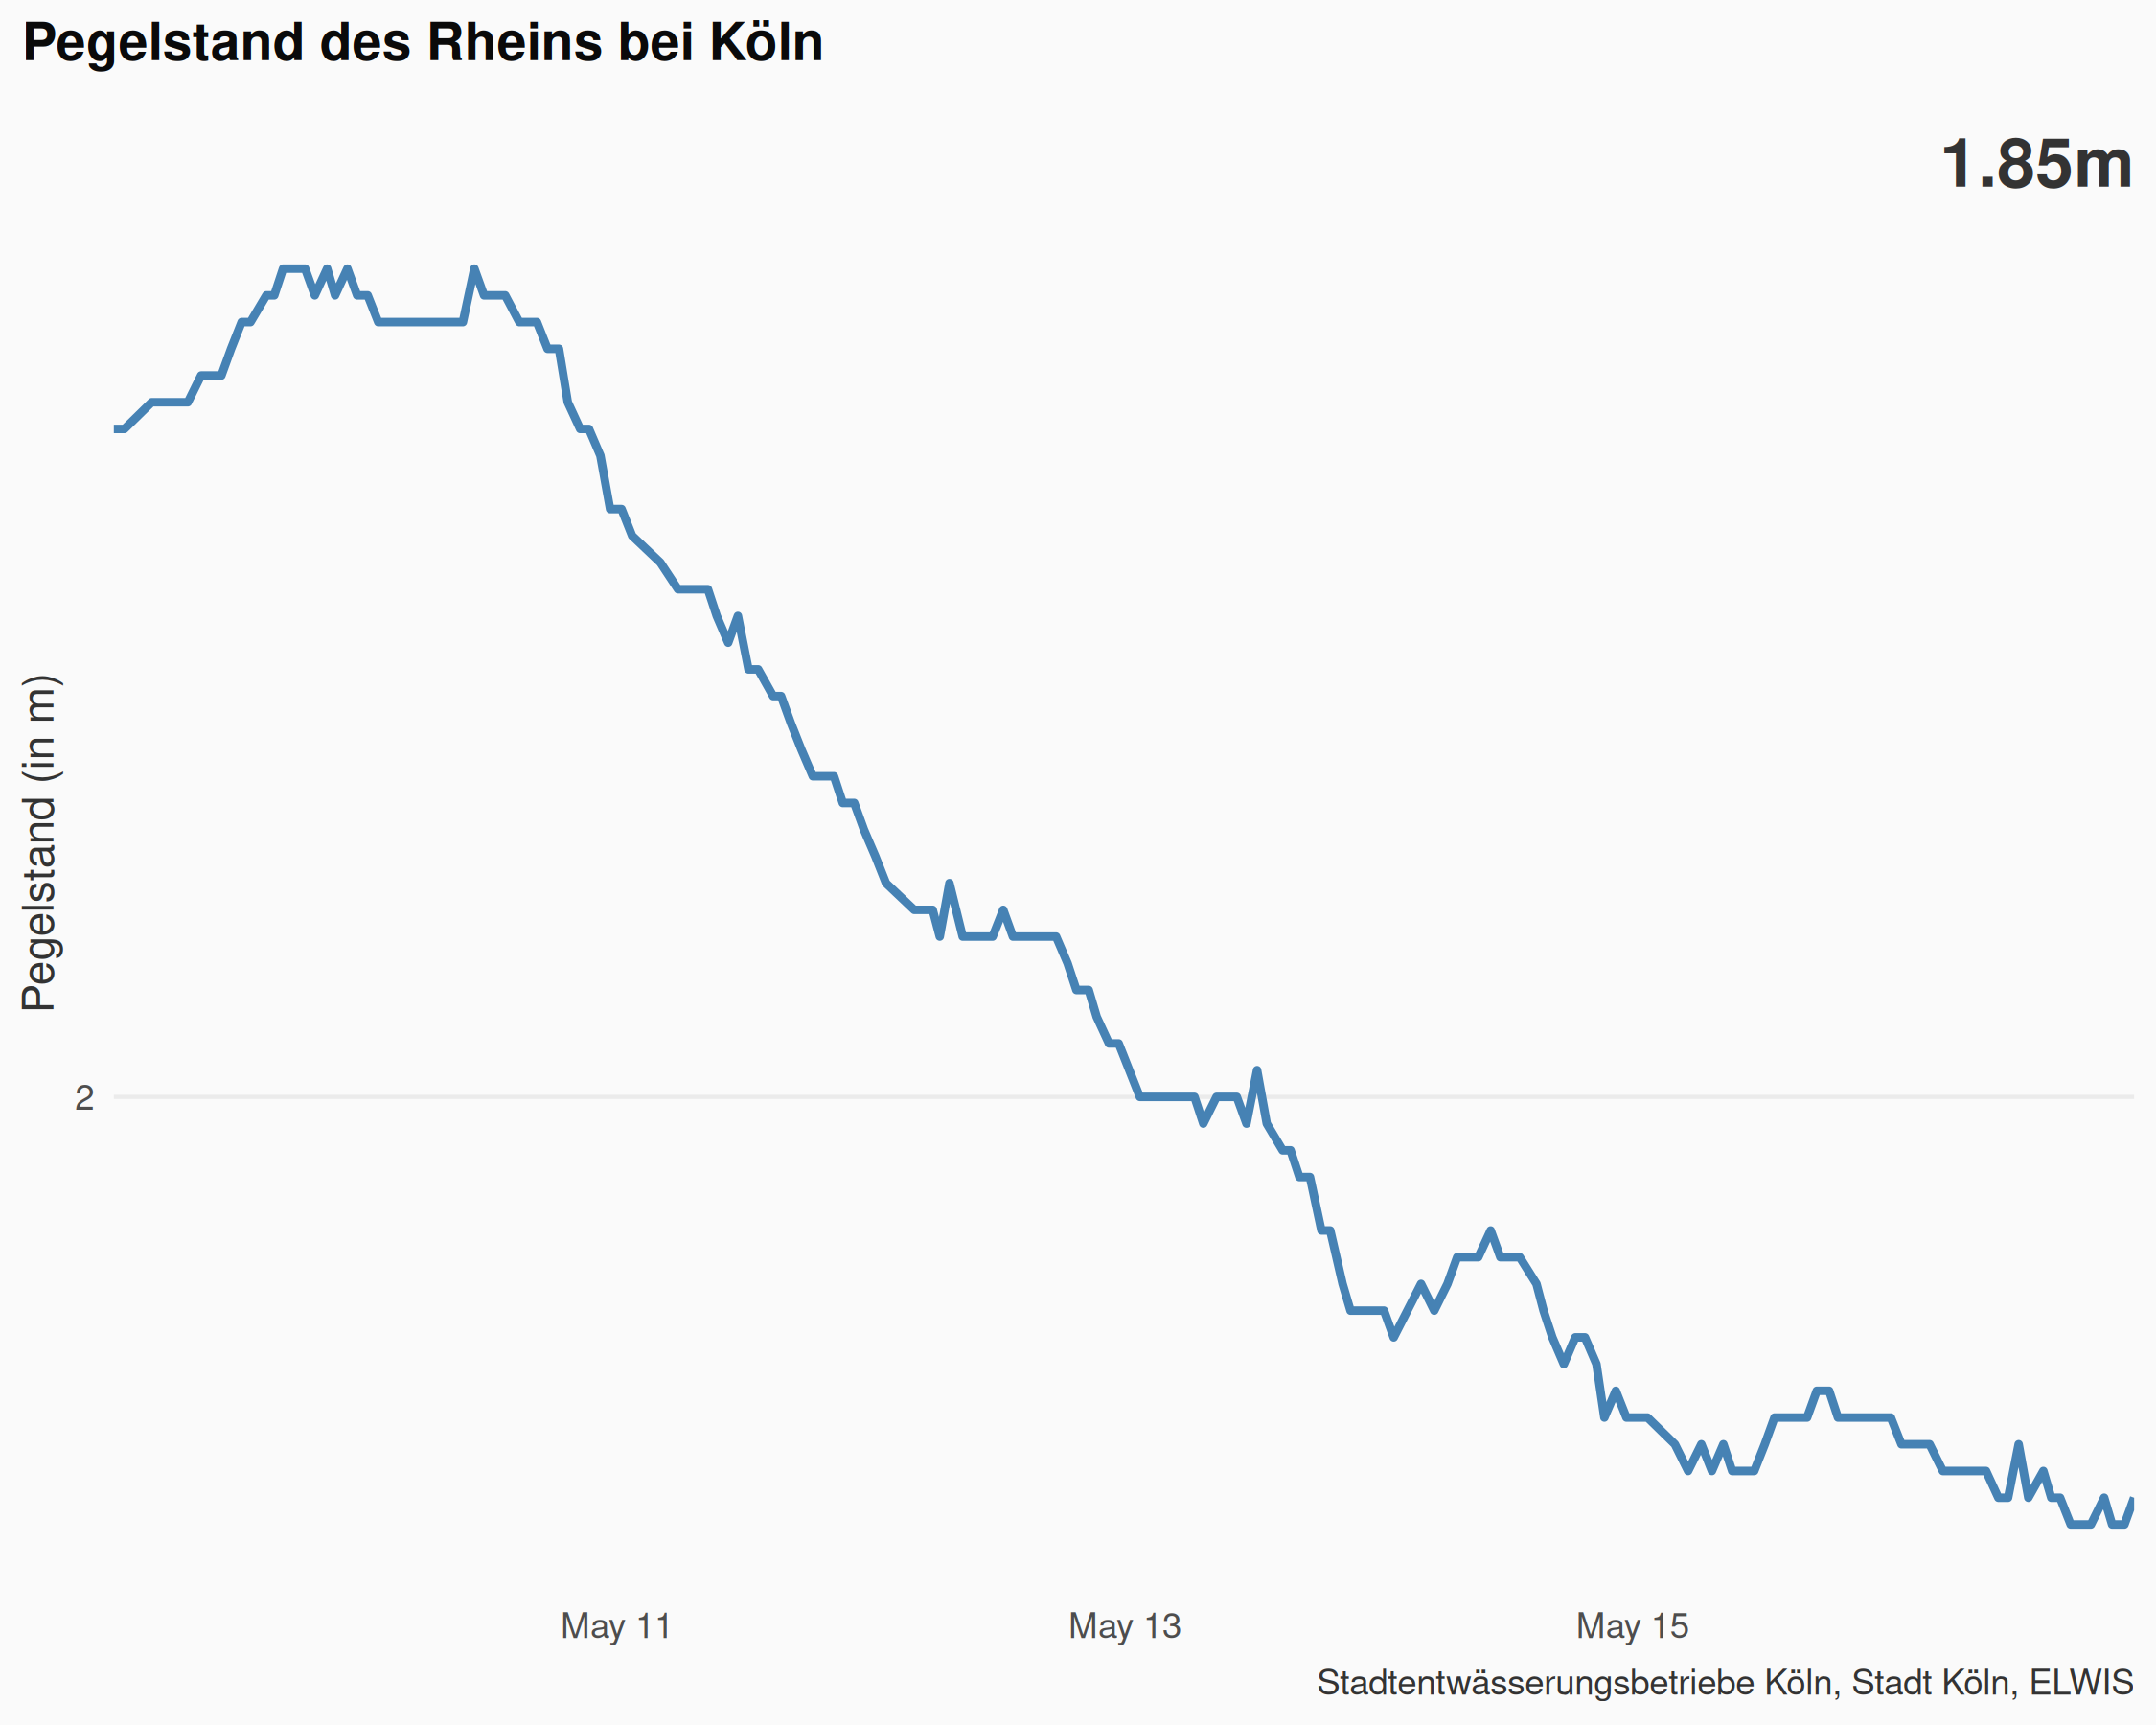 Pegelstand des Rheins bei Köln
1.85m
Pegelstand (in m)
2
May 11
May 13
May 15
Stadtentwässerungsbetriebe Köln, Stadt Köln, ELWIS